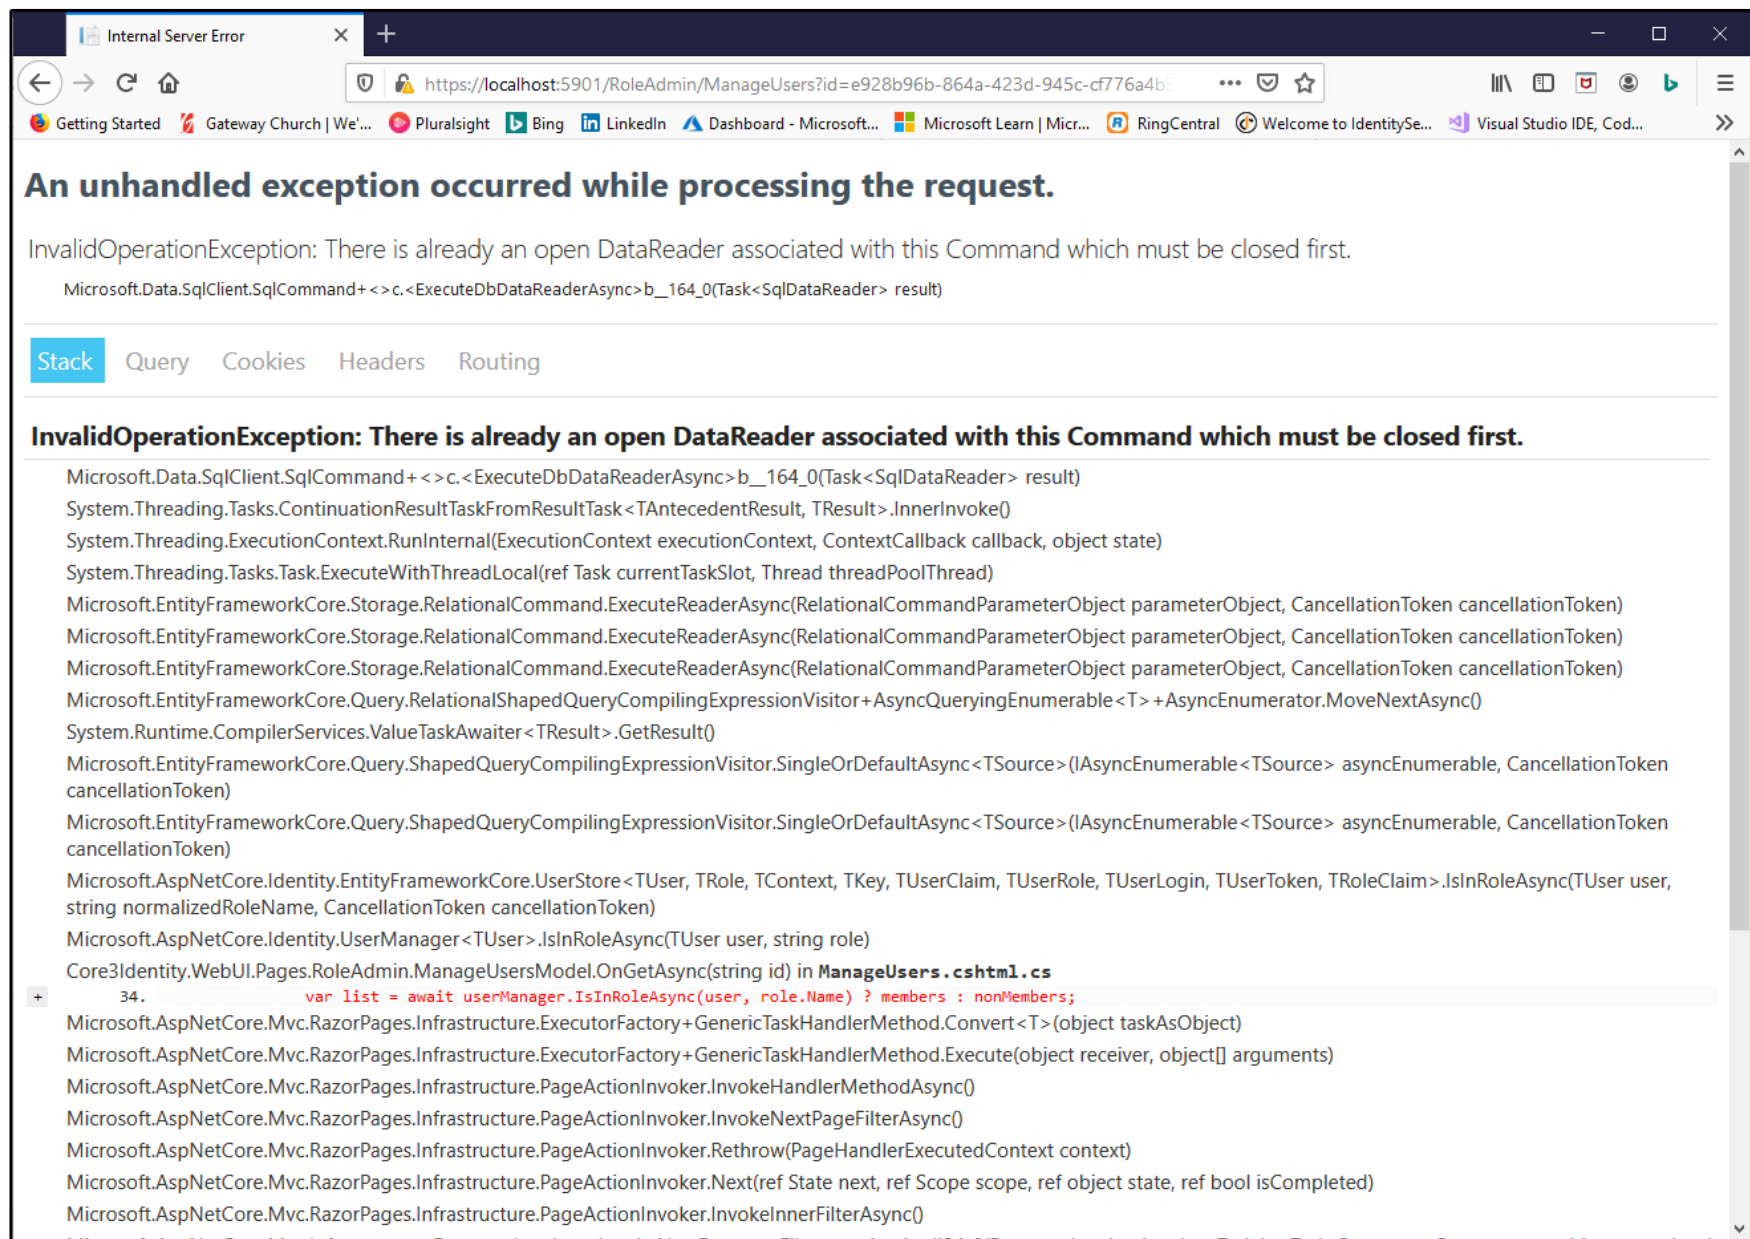 Internal Server Error
https://localhost:5901/RoleAdmin/ManageUsers?id=e928b96b-864a-423d-945c-cf776a4b
Getting Started Gateway Church | We'... Pluralsight Bing LinkedIn Dashboard - Microsoft... Microsoft Learn | Micr... RingCentral Welcome to IdentitySe... Visual Studio IDE, Cod...
An unhandled exception occurred while processing the request.
InvalidOperationException: There is already an open DataReader associated with this Command which must be closed first.
Microsoft.Data.SqlClient.SqlCommand+<>c.<ExecuteDbDataReaderAsync>b__164_0(Task<SqlDataReader> result)
Stack Query Cookies Headers Routing
InvalidOperationException: There is already an open DataReader associated with this Command which must be closed first.
Microsoft.Data.SqlClient.SqlCommand+<>c.<ExecuteDbDataReaderAsync>b__164_0(Task<SqlDataReader> result)
System.Threading.Tasks.ContinuationResultTaskFromResultTask<TAntecedentResult, TResult>.InnerInvoke()
System.Threading.ExecutionContext.RunInternal(ExecutionContext executionContext, ContextCallback callback, object state)
System.Threading.Tasks.Task.ExecuteWithThreadLocal(ref Task currentTaskSlot, Thread threadPoolThread)
Microsoft.EntityFrameworkCore.Storage.RelationalCommand.ExecuteReaderAsync(RelationalCommandParameterObject parameterObject, CancellationToken cancellationToken)
Microsoft.EntityFrameworkCore.Storage.RelationalCommand.ExecuteReaderAsync(RelationalCommandParameterObject parameterObject, CancellationToken cancellationToken)
Microsoft.EntityFrameworkCore.Storage.RelationalCommand.ExecuteReaderAsync(RelationalCommandParameterObject parameterObject, CancellationToken cancellationToken)
Microsoft.EntityFrameworkCore.Query.RelationalShapedQueryCompilingExpressionVisitor+AsyncQueryingEnumerable<T>+AsyncEnumerator.MoveNextAsync()
System.Runtime.CompilerServices.ValueTaskAwaiter<TResult>.GetResult()
Microsoft.EntityFrameworkCore.Query.ShapedQueryCompilingExpressionVisitor.SingleOrDefaultAsync<TSource>(IAsyncEnumerable<TSource> asyncEnumerable, CancellationToken
cancellationToken)
Microsoft.EntityFrameworkCore.Query.ShapedQueryCompilingExpressionVisitor.SingleOrDefaultAsync<TSource>(IAsyncEnumerable<TSource> asyncEnumerable, CancellationToken
cancellationToken)
Microsoft.AspNetCore.Identity.EntityFrameworkCore.UserStore<TUser, TRole, TContext, TKey, TUserClaim, TUserRole, TUserLogin, TUserToken, TRoleClaim>.IsInRoleAsync(TUser user,
string normalizedRoleName, CancellationToken cancellationToken)
Microsoft.AspNetCore.Identity.UserManager<TUser>.IsInRoleAsync(TUser user, string role)
Core3Identity.WebUI.Pages.RoleAdmin.ManageUsersModel.OnGetAsync(string id) in ManageUsers.cshtml.cs
+ 34. var list = await userManager.IsInRoleAsync(user, role.Name) ? members : nonMembers;
Microsoft.AspNetCore.Mvc.RazorPages.Infrastructure.ExecutorFactory+GenericTaskHandlerMethod.Convert<T>(object taskAsObject)
Microsoft.AspNetCore.Mvc.RazorPages.Infrastructure.ExecutorFactory+GenericTaskHandlerMethod.Execute(object receiver, object[] arguments)
Microsoft.AspNetCore.Mvc.RazorPages.Infrastructure.PageActionInvoker.InvokeHandlerMethodAsync()
Microsoft.AspNetCore.Mvc.RazorPages.Infrastructure.PageActionInvoker.InvokeNextPageFilterAsync()
Microsoft.AspNetCore.Mvc.RazorPages.Infrastructure.PageActionInvoker.Rethrow(PageHandlerExecutedContext context)
Microsoft.AspNetCore.Mvc.RazorPages.Infrastructure.PageActionInvoker.Next(ref State next, ref Scope scope, ref object state, ref bool isCompleted)
Microsoft.AspNetCore.Mvc.RazorPages.Infrastructure.PageActionInvoker.InvokeInnerFilterAsync()